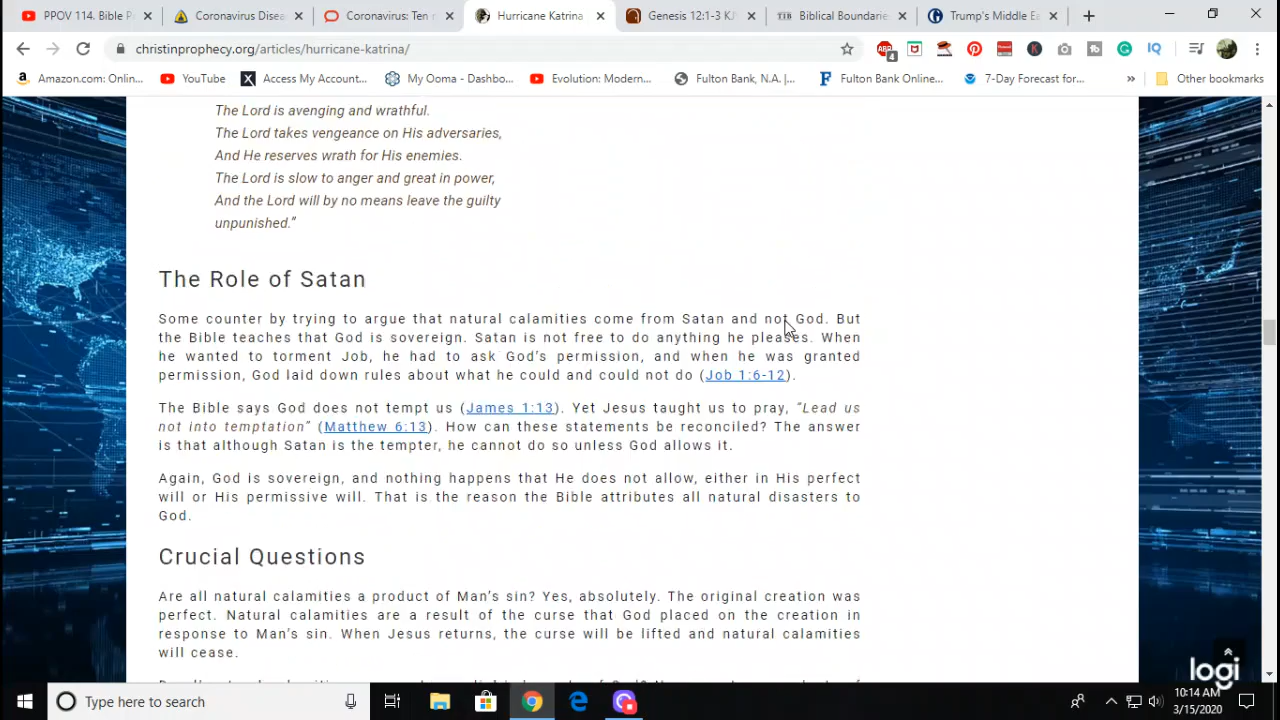 PPOV 114. Bible P
Coronavirus Disea
Coronavirus: Ten r
Hurricane Katrina
Genesis 12:1-3 K
Biblical Boundarie
Trump's Middle Ea
christinprophecy.org/articles/hurricane-katrina/
Amazon.com: Onlin...
YouTube
Access My Account...
My Ooma - Dashbo...
Evolution: Modern...
Fulton Bank, N.A. |...
Fulton Bank Online...
7-Day Forecast for...
Other bookmarks
The Lord is avenging and wrathful.
The Lord takes vengeance on His adversaries,
And He reserves wrath for His enemies.
The Lord is slow to anger and great in power,
And the Lord will by no means leave the guilty
unpunished.”
The Role of Satan
Some counter by trying to argue that natural calamities come from Satan and not God. But
the Bible teaches that God is sovereign. Satan is not free to do anything he pleases. When
he wanted to torment Job, he had to ask God’s permission, and when he was granted
permission, God laid down rules about what he could and could not do (Job 1:6-12).
The Bible says God does not tempt us (James 1:13). Yet Jesus taught us to pray, “Lead us
not into temptation” (Matthew 6:13). How can these statements be reconciled? The answer
is that although Satan is the tempter, he cannot do so unless God allows it.
Again, God is sovereign, and nothing happens that He does not allow, either in His perfect
will or His permissive will. That is the reason the Bible attributes all natural disasters to
God.
Crucial Questions
Are all natural calamities a product of Man’s sin? Yes, absolutely. The original creation was
perfect. Natural calamities are a result of the curse that God placed on the creation in
response to Man’s sin. When Jesus returns, the curse will be lifted and natural calamities
will cease.
logi
Type here to search
10:14 AM
3/15/2020